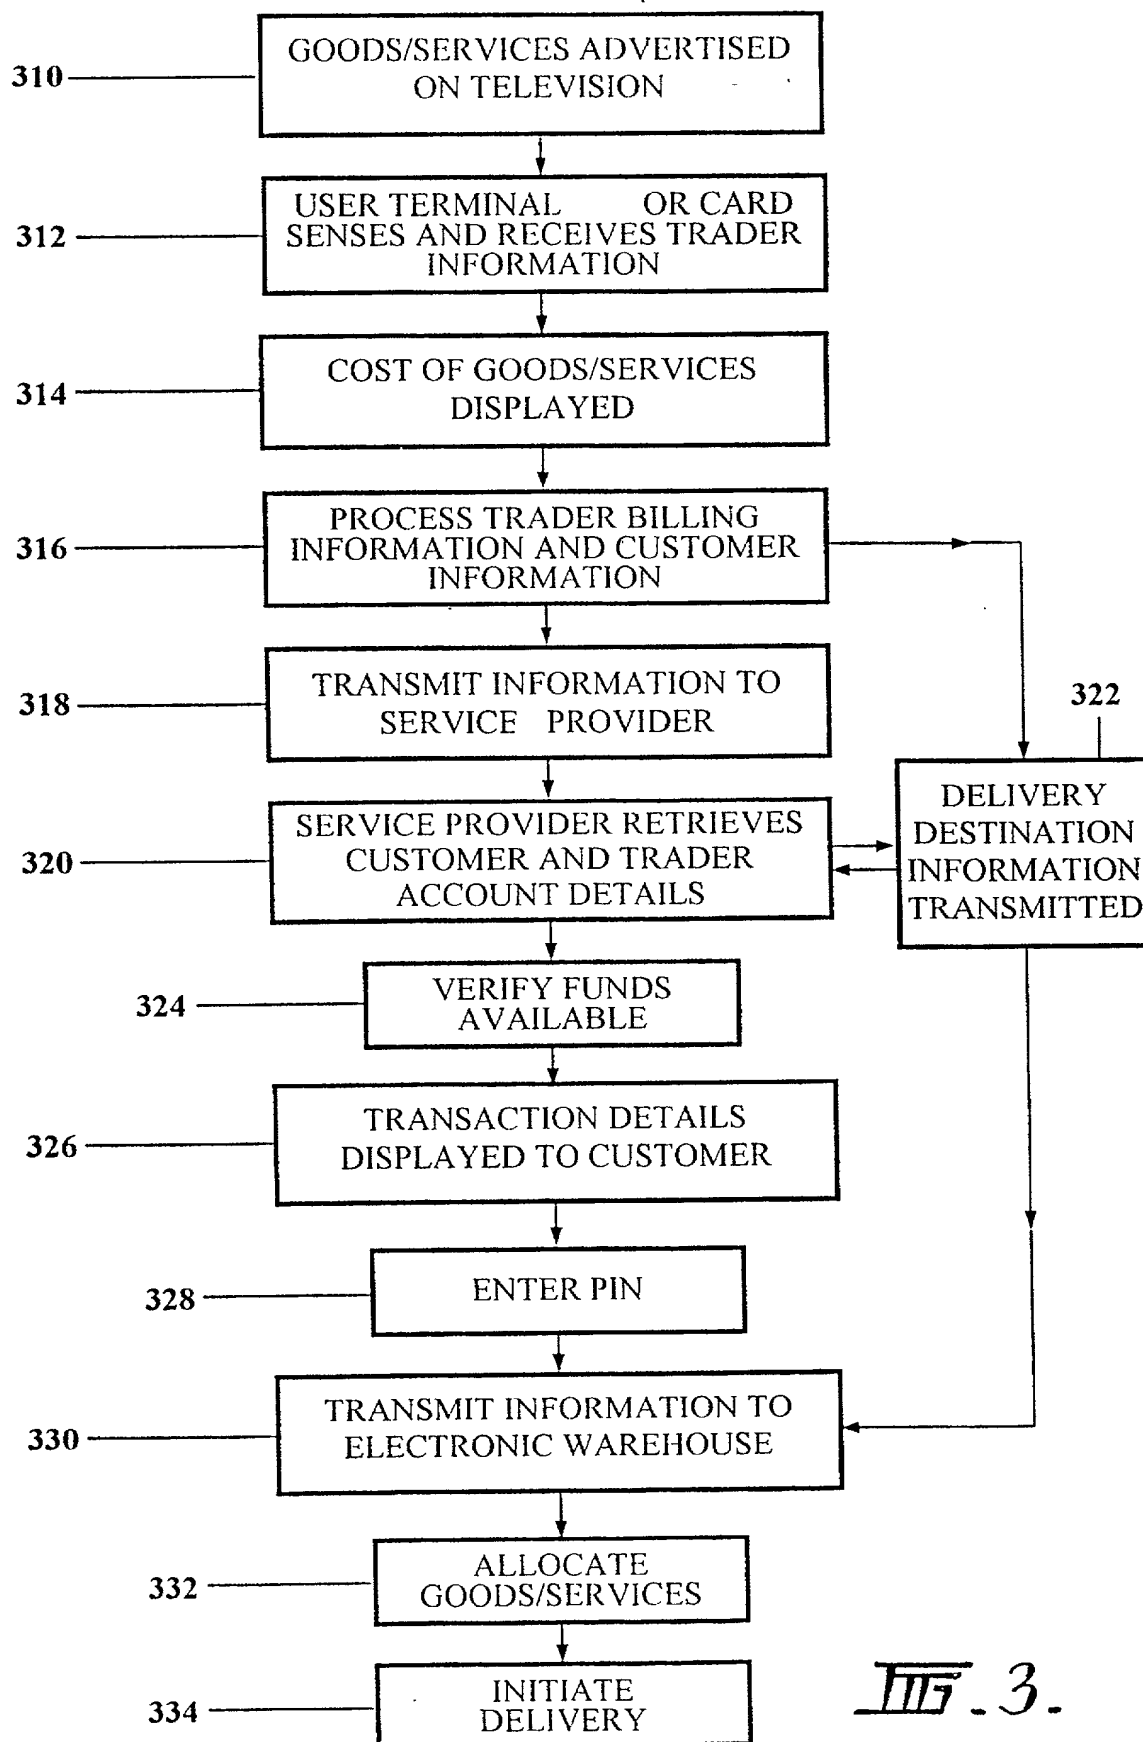 GOODS/SERVICES ADVERTISED
ON TELEVISION
310
USER TERMINAL OR CARD
SENSES AND RECEIVES TRADER
INFORMATION
312
COST OF GOODS/SERVICES
DISPLAYED
314
PROCESS TRADER BILLING
INFORMATION AND CUSTOMER
INFORMATION
316
TRANSMIT INFORMATION TO
SERVICE PROVIDER
318
322
DELIVERY
DESTINATION
INFORMATION
TRANSMITTED
SERVICE PROVIDER RETRIEVES
CUSTOMER AND TRADER
ACCOUNT DETAILS
320
VERIFY FUNDS
AVAILABLE
324
TRANSACTION DETAILS
DISPLAYED TO CUSTOMER
326
ENTER PIN
328
TRANSMIT INFORMATION TO
ELECTRONIC WAREHOUSE
330
ALLOCATE
GOODS/SERVICES
332
INITIATE
DELIVERY
334
FIG. 3.